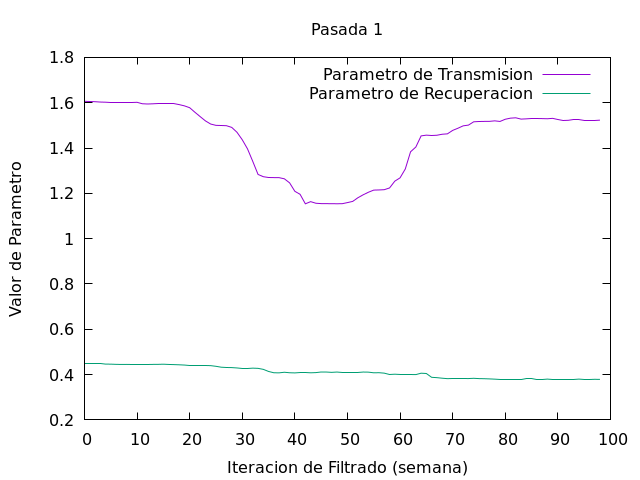 Pasada 1
Parametro de Transmision
Parametro de Recuperacion
Valor de Parametro
1.8
1.6
1.4
1.2
1
0.8
0.6
0.4
0.2
0 10 20 30 40 50 60 70 80 90 100
Iteracion de Filtrado (semana)